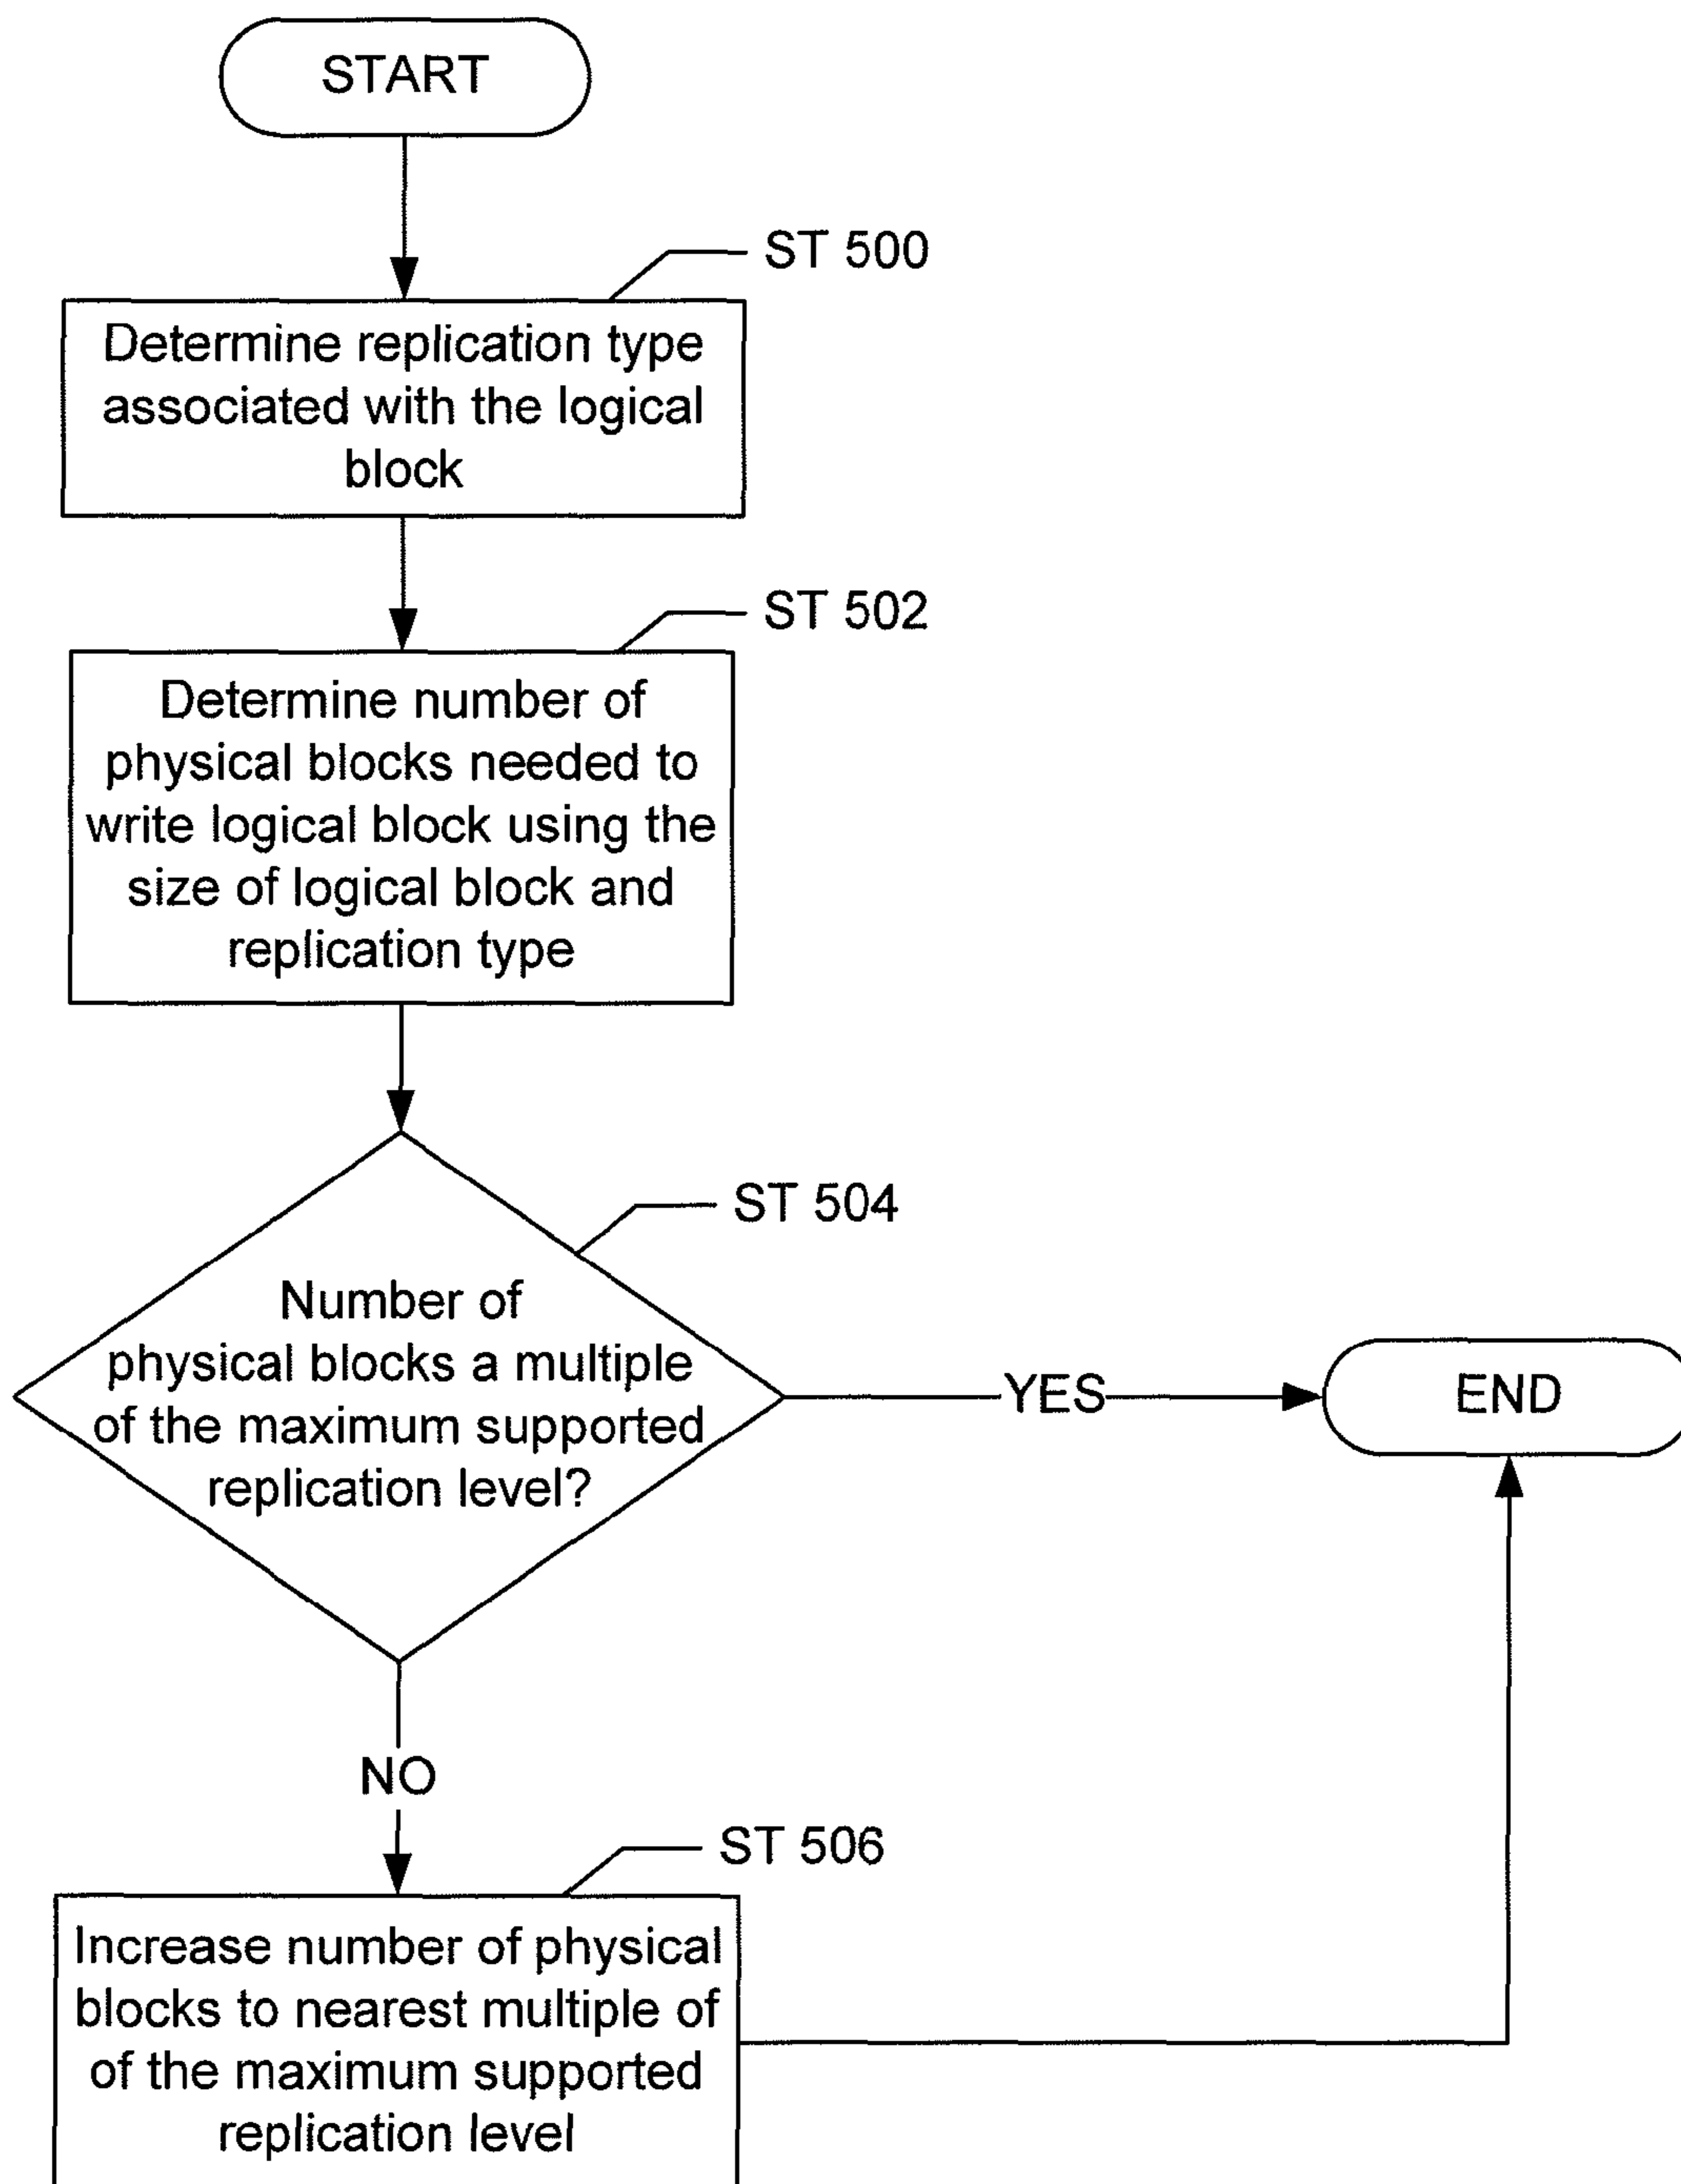 START
ST 500
Determine replication type
associated with the logical
block
ST 502
Determine number of
physical blocks needed to
write logical block using the
size of logical block and
replication type
ST 504
Number of
physical blocks a multiple
of the maximum supported
replication level?
YES
END
NO
ST 506
Increase number of physical
blocks to nearest multiple of
of the maximum supported
replication level